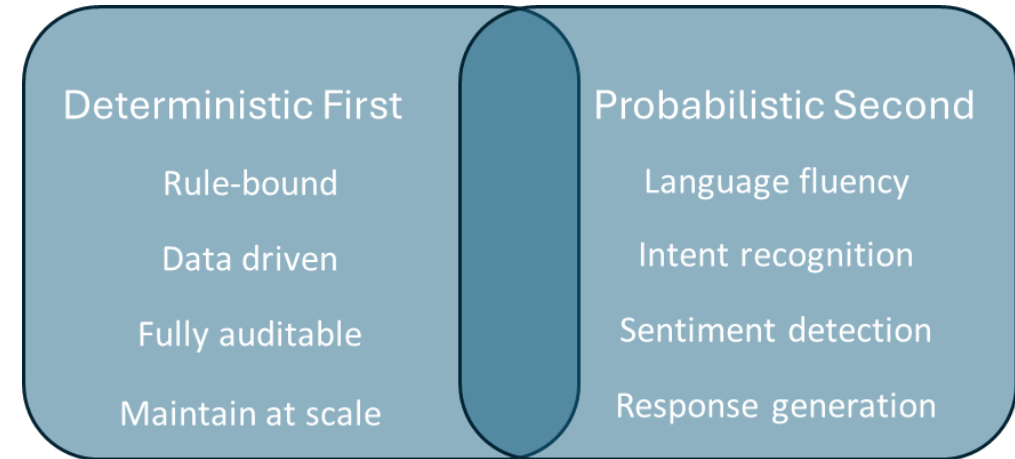 Deterministic First
Rule-bound
Data driven
Fully auditable
Maintain at scale
Probabilistic Second
Language fluency
Intent recognition
Sentiment detection
Response generation